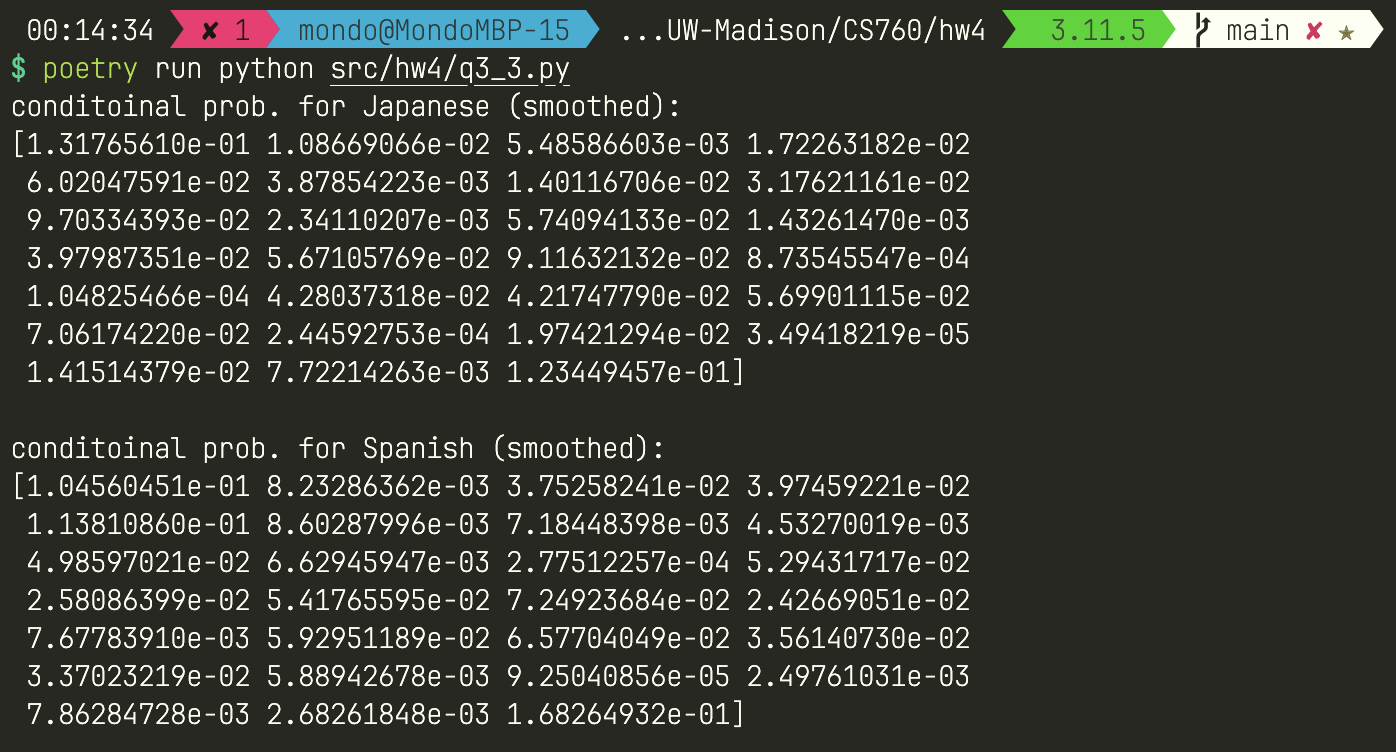 00:14:34 ✘ 1 mondo@MondoMBP-15 ...UW-Madison/CS760/hw4 3.11.5 main ✘ ★
$ poetry run python src/hw4/q3_3.py
conditoinal prob. for Japanese (smoothed):
[1.31765610e-01 1.08669066e-02 5.48586603e-03 1.72263182e-02
6.02047591e-02 3.87854223e-03 1.40116706e-02 3.17621161e-02
9.70334393e-02 2.34110207e-03 5.74094133e-02 1.43261470e-03
3.97987351e-02 5.67105769e-02 9.11632132e-02 8.73545547e-04
1.04825466e-04 4.28037318e-02 4.21747790e-02 5.69901115e-02
7.06174220e-02 2.44592753e-04 1.97421294e-02 3.49418219e-05
1.41514379e-02 7.72214263e-03 1.23449457e-01]
conditoinal prob. for Spanish (smoothed):
[1.04560451e-01 8.23286362e-03 3.75258241e-02 3.97459221e-02
1.13810860e-01 8.60287996e-03 7.18448398e-03 4.53270019e-03
4.98597021e-02 6.62945947e-03 2.77512257e-04 5.29431717e-02
2.58086399e-02 5.41765595e-02 7.24923684e-02 2.42669051e-02
7.67783910e-03 5.92951189e-02 6.57704049e-02 3.56140730e-02
3.37023219e-02 5.88942678e-03 9.25040856e-05 2.49761031e-03
7.86284728e-03 2.68261848e-03 1.68264932e-01]